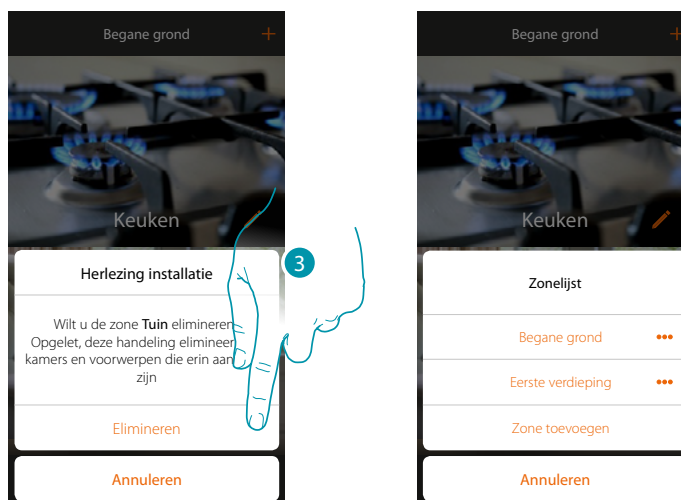 Begane grond
Keuken
3
Herlezing installatie
Wilt u de zone Tuin elimineren
Opgelet, deze handeling elimineer
kamers en voorwerpen die erin aan
zijn
Elimineren
Annuleren
Begane grond
Keuken
Zonelijst
Begane grond
Eerste verdieping
Zone toevoegen
Annuleren